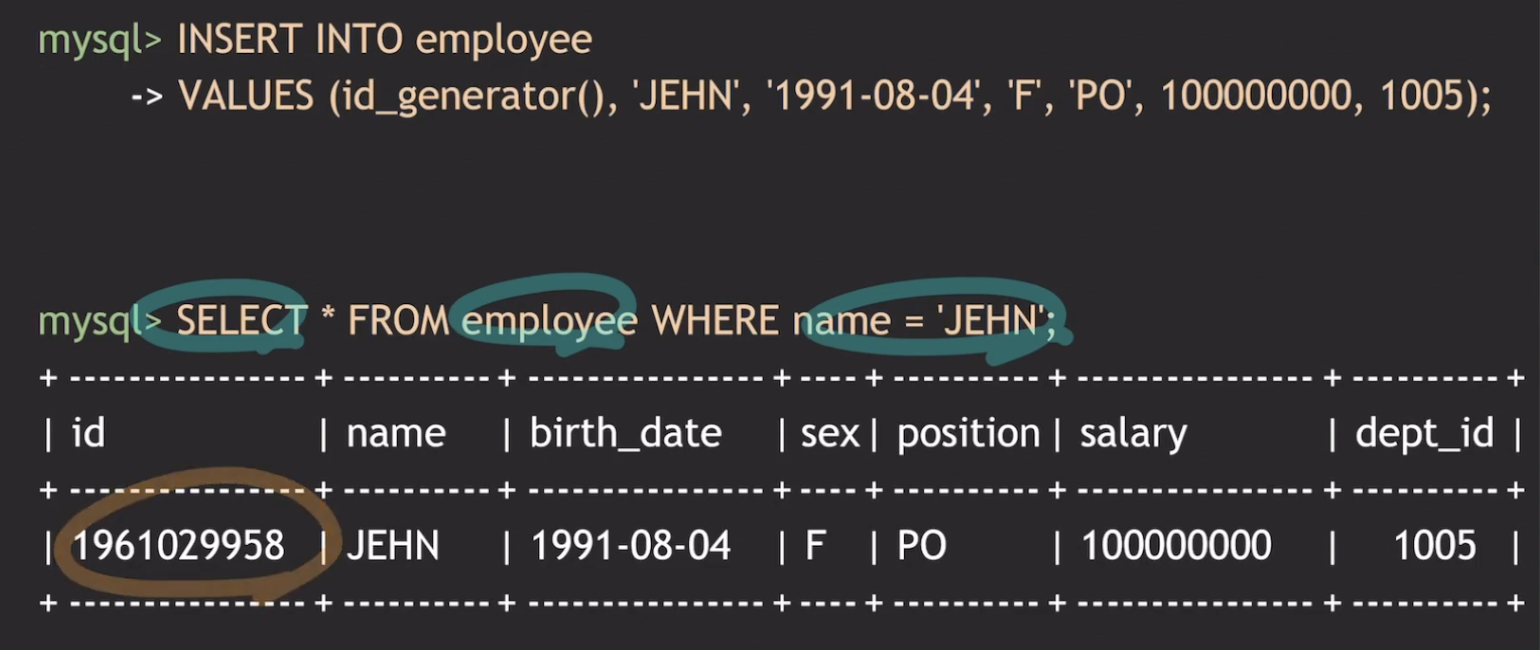 mysql> INSERT INTO employee
-> VALUES (id_generator(), 'JEHN', '1991-08-04', 'F', 'PO', 100000000, 1005);
mysql> SELECT * FROM employee WHERE name = 'JEHN';
+ ---------------- + ---------- + ---------------- + ---- + ---------- + ---------------- + ---------- +
| id | name | birth_date | sex | position | salary | dept_id |
+ ---------------- + ---------- + ---------------- + ---- + ---------- + ---------------- + ---------- +
| 1961029958 | JEHN | 1991-08-04 | F | PO | 100000000 | 1005 |
+ ---------------- + ---------- + ---------------- + ---- + ---------- + ---------------- + ---------- +